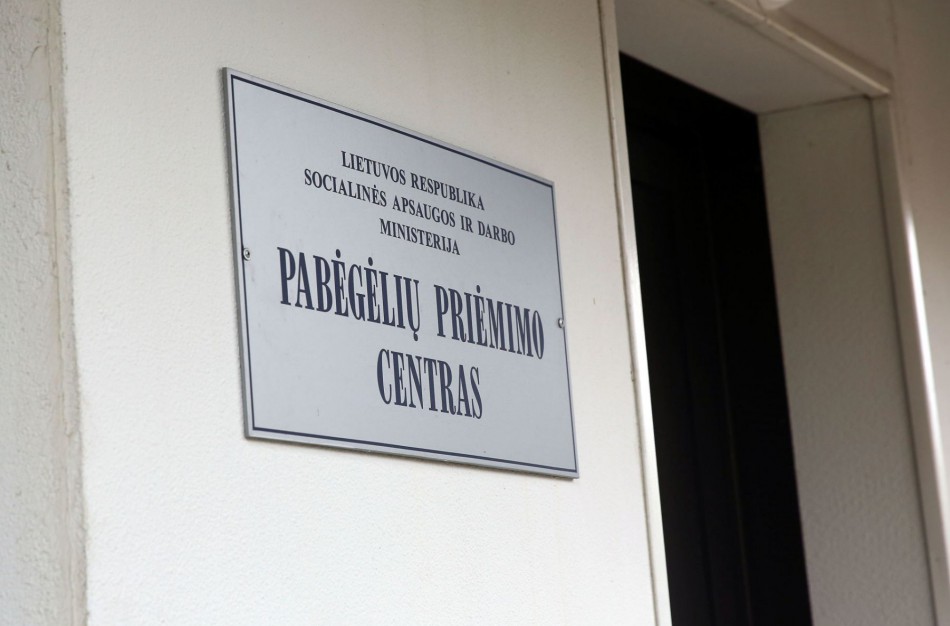 LIETUVOS RESPUBLIKA
SOCIALINĖS APSAUGOS IR DARBO
MINISTERIJA
PABĖGĖLIŲ PRIĖMIMO
CENTRAS